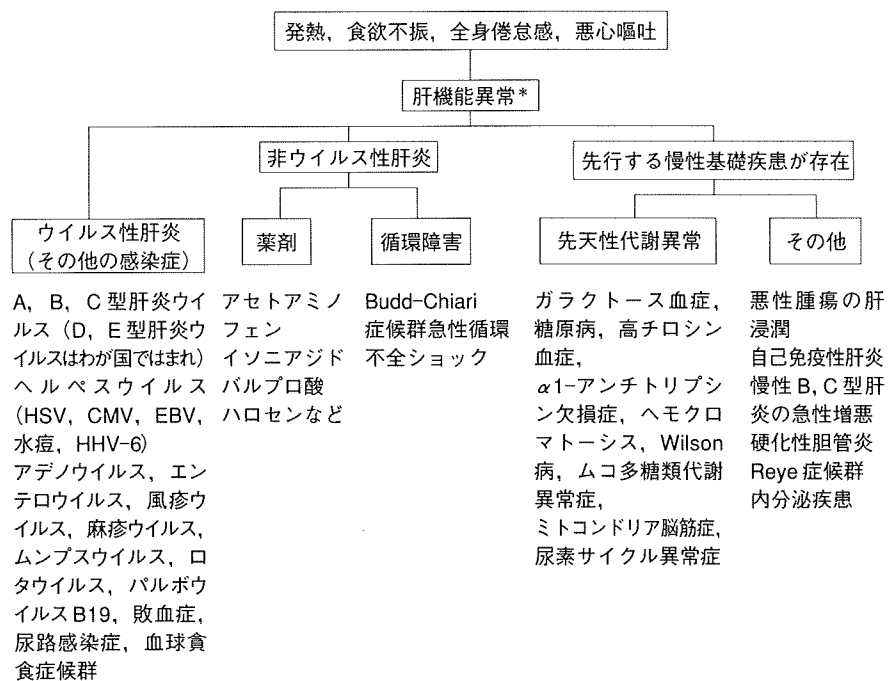 発熱，食欲不振，全身倦怠感，悪心嘔吐
肝機能異常*
非ウイルス性肝炎
先行する慢性基礎疾患が存在
ウイルス性肝炎
（その他の感染症）
薬剤
循環障害
先天性代謝異常
その他
A，B，C型肝炎ウイ
ルス（D，E型肝炎ウ
イルスはわが国ではまれ）
ヘルペスウイルス
(HSV，CMV，EBV，
水痘，HHV-6)
アデノウイルス，エン
テロウイルス，風疹ウ
イルス，麻疹ウイルス，
ムンプスウイルス，ロ
タウイルス，パルボウ
イルスB19，敗血症，
尿路感染症，血球貪
食症候群
アセトアミノ
フェン
イソニアジド
バルプロ酸
ハロセンなど
Budd-Chiari
症候群急性循環
不全ショック
ガラクトース血症，
糖原病，高チロシン
血症，
α1-アンチトリプシ
ン欠損症，ヘモクロ
マトーシス，Wilson
病，ムコ多糖類代謝
異常症，
ミトコンドリア脳筋症，
尿素サイクル異常症
悪性腫瘍の肝
浸潤
自己免疫性肝炎
慢性B，C型肝
炎の急性増悪
硬化性胆管炎
Reye症候群
内分泌疾患